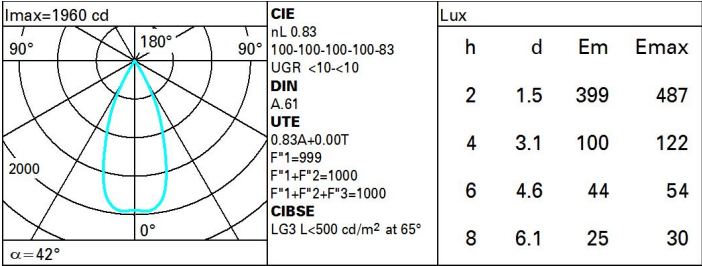 Imax=1960 cd
90°
180°
90°
2000
0°
α=42°
CIE
nL 0.83
100-100-100-100-83
UGR <10-<10
DIN
A.61
UTE
0.83A+0.00T
F"1=999
F"1+F"2=1000
F"1+F"2+F"3=1000
CIBSE
LG3 L<500 cd/m² at 65°
Lux
h d Em Emax
2 1.5 399 487
4 3.1 100 122
6 4.6 44 54
8 6.1 25 30